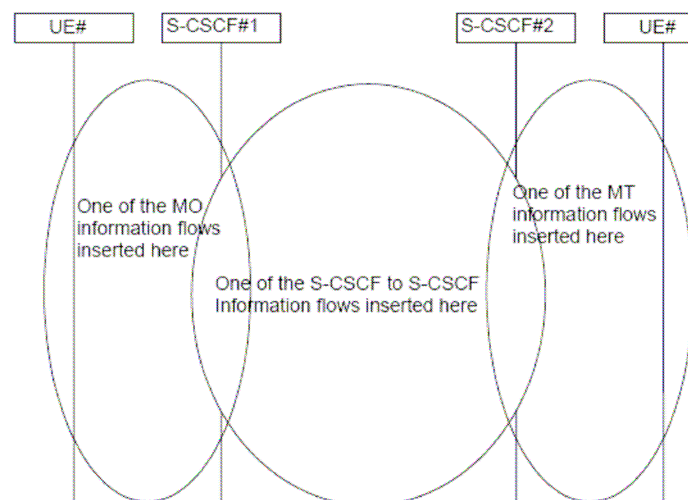 UE#
S-CSCF#1
S-CSCF#2
UE#
One of the MO
information flows
inserted here
One of the MT
information flows
inserted here
One of the S-CSCF to S-CSCF
Information flows inserted here